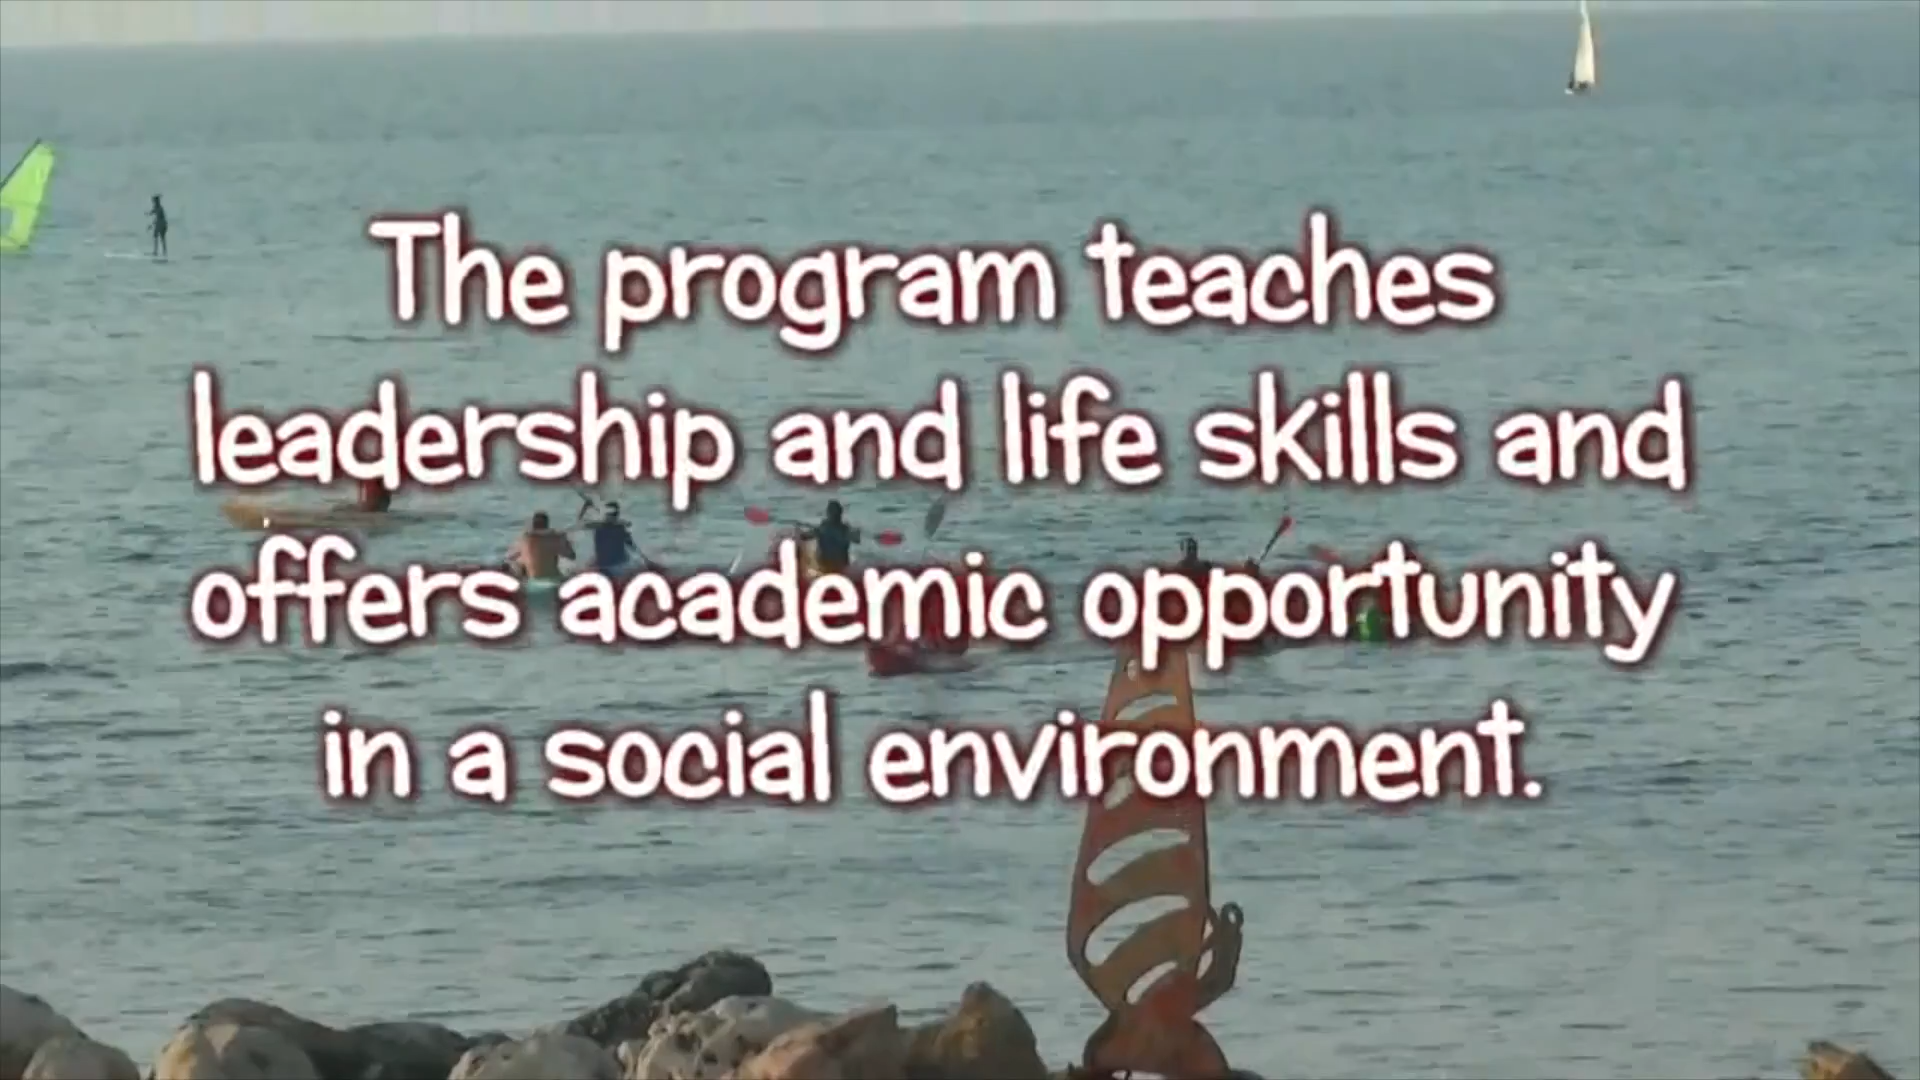 The program teaches
leadership and life skills and
offers academic opportunity
in a social environment.